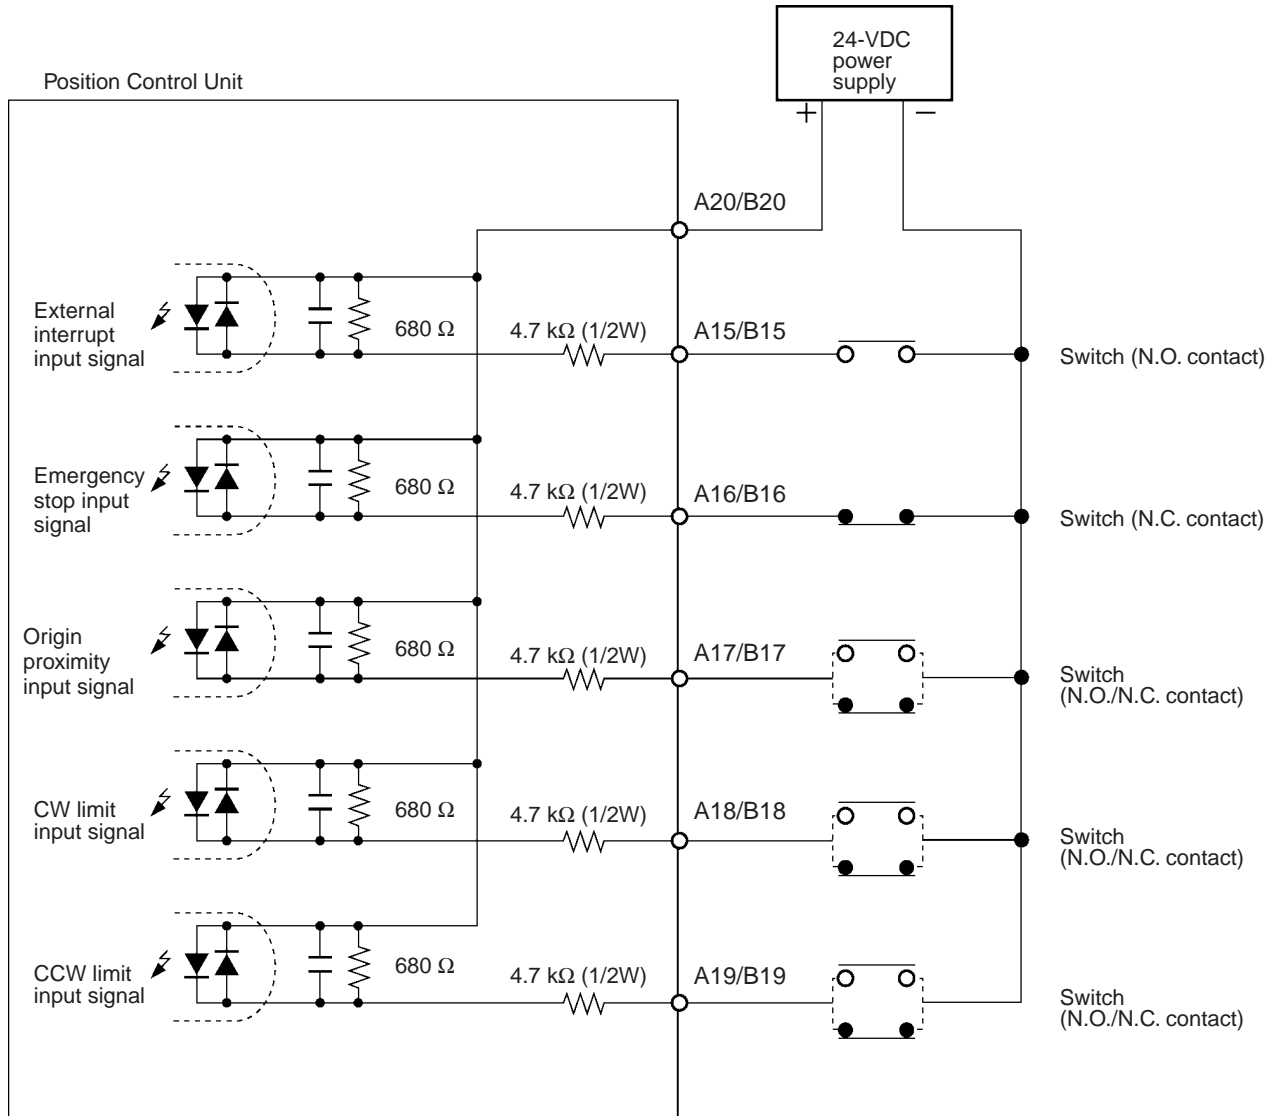 24-VDC
power
supply
Position Control Unit
+ −
A20/B20
External
interrupt
input signal
680 Ω
4.7 kΩ (1/2W)
A15/B15
Switch (N.O. contact)
Emergency
stop input
signal
680 Ω
4.7 kΩ (1/2W)
A16/B16
Switch (N.C. contact)
Origin
proximity
input signal
680 Ω
4.7 kΩ (1/2W)
A17/B17
Switch
(N.O./N.C. contact)
CW limit
input signal
680 Ω
4.7 kΩ (1/2W)
A18/B18
Switch
(N.O./N.C. contact)
CCW limit
input signal
680 Ω
4.7 kΩ (1/2W)
A19/B19
Switch
(N.O./N.C. contact)